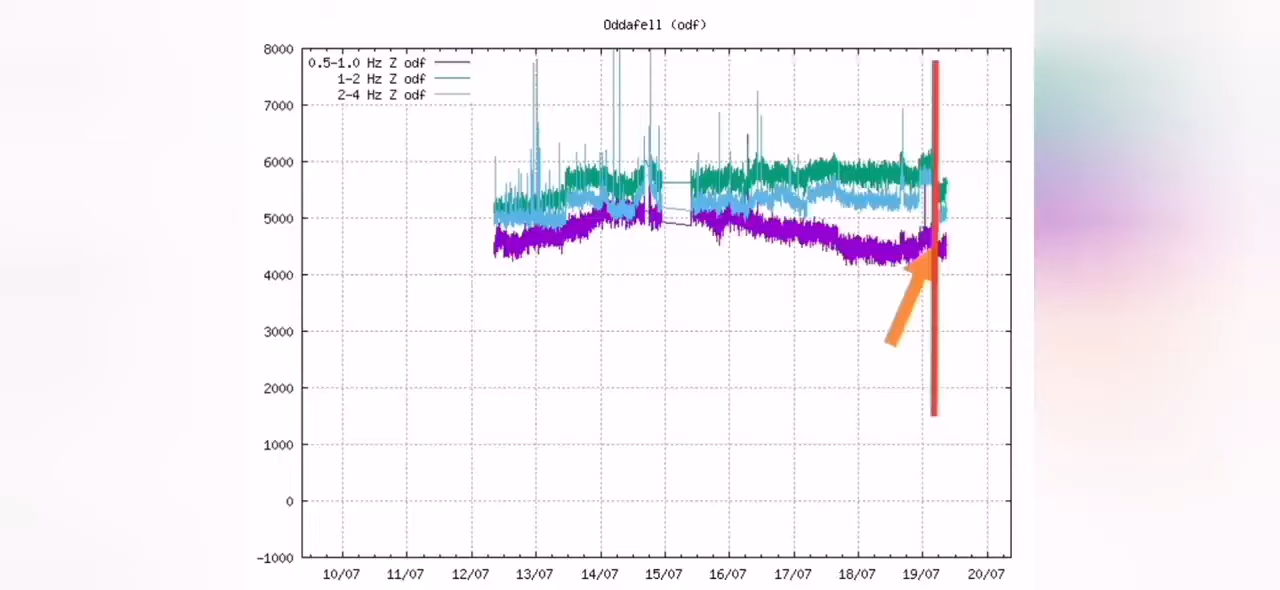 Oddafell (odf)
8000
0.5-1.0 Hz Z odf
1-2 Hz Z odf
2-4 Hz Z odf
7000
6000
5000
4000
3000
2000
1000
0
-1000
10/07 11/07 12/07 13/07 14/07 15/07 16/07 17/07 18/07 19/07 20/07